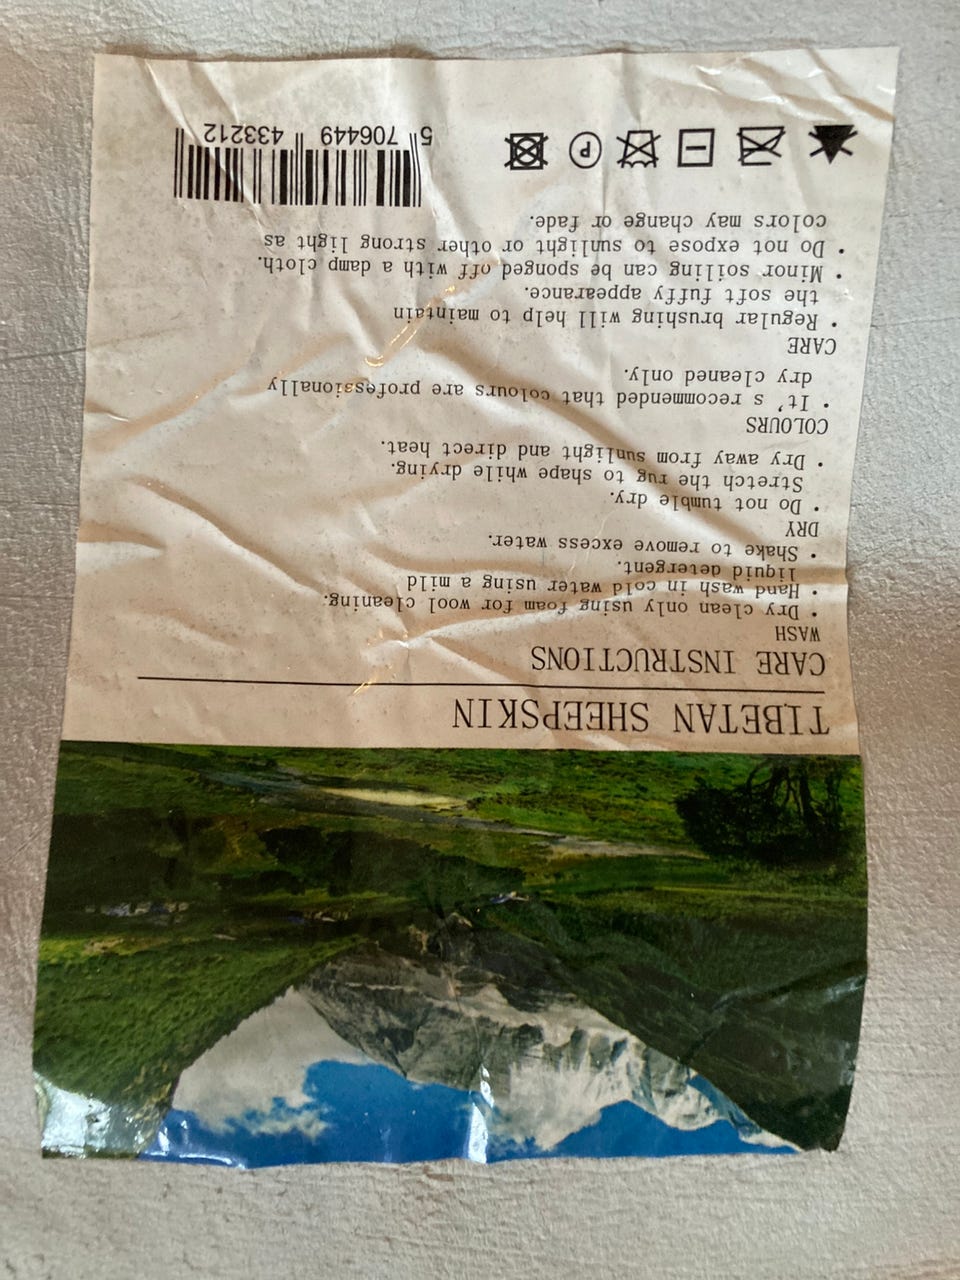 TIBETAN SHEEPSKIN
CARE INSTRUCTIONS
WASH
• Dry clean only using foam for wool cleaning.
• Hand wash in cold water using a mild
liquid detergent.
• Shake to remove excess water.
DRY
• Do not tumble dry.
Stretch the rug to shape while drying.
• Dry away from sunlight and direct heat.
COLOURS
• It's recommended that colours are professionally
dry cleaned only.
CARE
• Regular brushing will help to maintain
the soft fuffy appearance.
• Minor soiling can be sponged off with a damp cloth.
• Do not expose to sunlight or other strong light as
colors may change or fade.
P
5 706449 433212